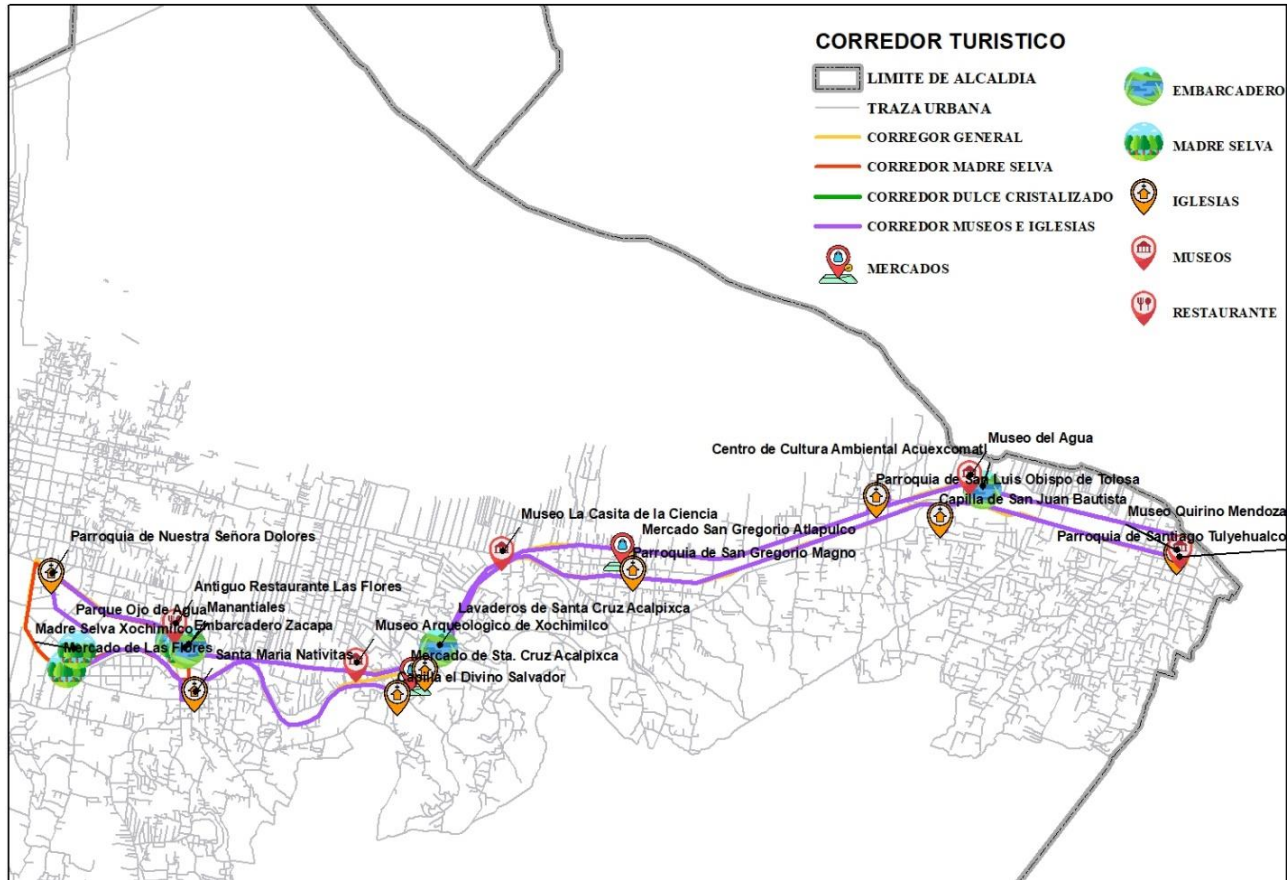 CORREDOR TURISTICO
LIMITE DE ALCALDIA
TRAZA URBANA
CORREGOR GENERAL
CORREDOR MADRE SELVA
CORREDOR DULCE CRISTALIZADO
CORREDOR MUSEOS E IGLESIAS
MERCADOS
EMBARCADERO
MADRE SELVA
IGLESIAS
MUSEOS
RESTAURANTE
Museo del Agua
Centro de Cultura Ambiental Acuexcomatl
Parroquia de San Luis Obispo de Tolosa
Capilla de San Juan Bautista
Museo Quirino Mendoza
Parroquia de Santiago Tulyehualco
Museo La Casita de la Ciencia
Mercado San Gregorio Atlapulco
Parroquia de San Gregorio Magno
Parroquia de Nuestra Señora Dolores
Antiguo Restaurante Las Flores
Parque Ojo de Agua
Manantiales
Lavaderos de Santa Cruz Acalpixca
Madre Selva Xochimilco
Embarcadero Zacapa
Museo Arqueologico de Xochimilco
Mercado de Las Flores
Santa Maria Nativitas
Mercado de Sta. Cruz Acalpixca
Capilla el Divino Salvador